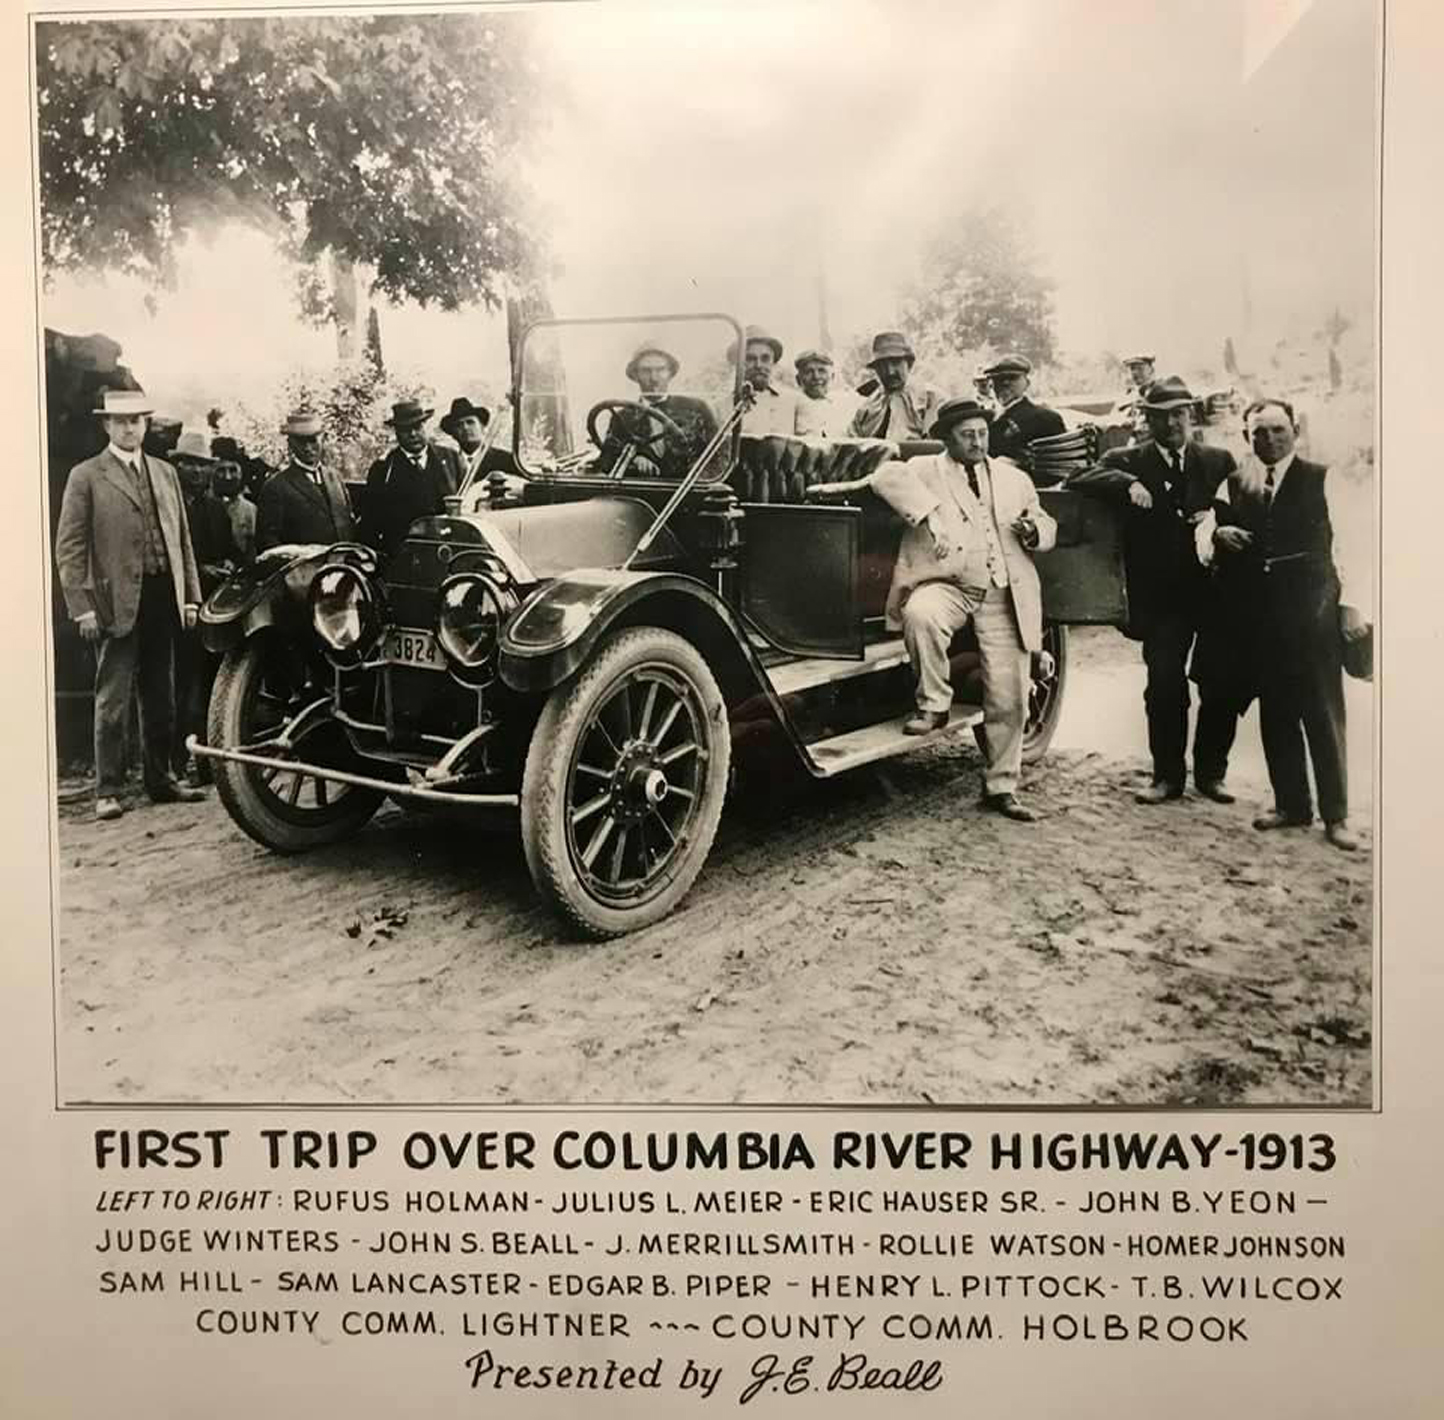 3824
FIRST TRIP OVER COLUMBIA RIVER HIGHWAY-1913
LEFT TO RIGHT: RUFUS HOLMAN - JULIUS L. MEIER - ERIC HAUSER SR. - JOHN B. YEON —
JUDGE WINTERS - JOHN S. BEALL - J. MERRILLSMITH - ROLLIE WATSON - HOMER JOHNSON
SAM HILL - SAM LANCASTER - EDGAR B. PIPER - HENRY L. PITTOCK - T. B. WILCOX
COUNTY COMM. LIGHTNER ~~~ COUNTY COMM. HOLBROOK
Presented by J.E. Beall